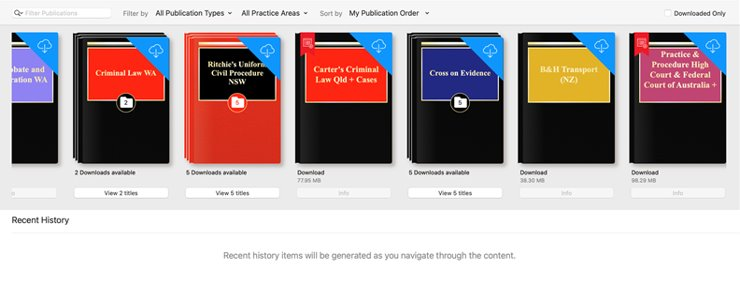 Filter Publications
Filter by All Publication Types All Practice Areas Sort by My Publication Order
Downloaded Only
bate and
ration WA
Criminal Law WA
2
2 Downloads available
View 2 titles
Ritchie's Uniform
Civil Procedure
NSW
5
5 Downloads available
View 5 titles
Carter's Criminal
Law Qld + Cases
Download
77.95 MB
Info
Cross on Evidence
5
5 Downloads available
View 5 titles
B&H Transport
(NZ)
Download
38.30 MB
Info
Practice &
Procedure High
Court & Federal
Court of Australia +
Download
98.29 MB
Info
Recent History
Recent history items will be generated as you navigate through the content.